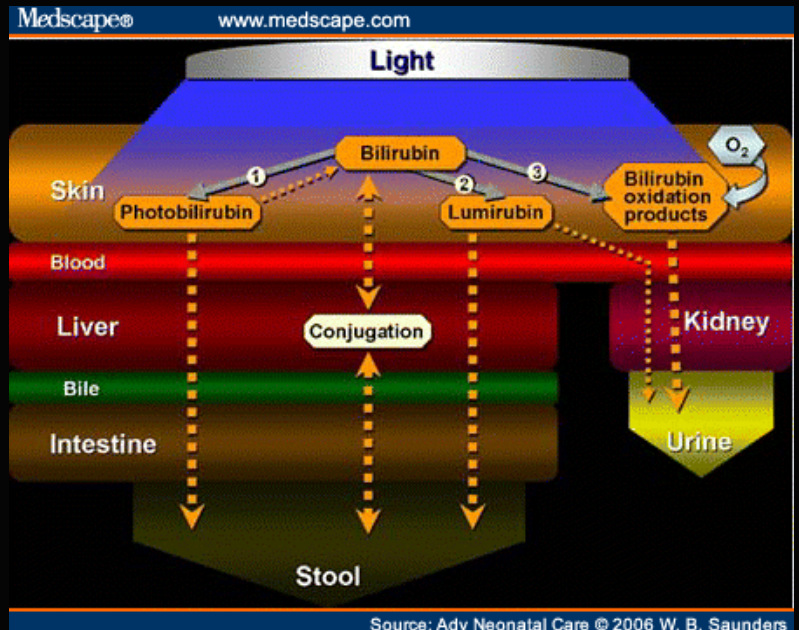 Medscape® www.medscape.com
Light
Bilirubin
O2
1
2
3
Skin
Photobilirubin
Lumirubin
Bilirubin
oxidation
products
Blood
Liver
Conjugation
Kidney
Bile
Intestine
Urine
Stool
Source: Adv Neonatal Care © 2006 W. B. Saunders